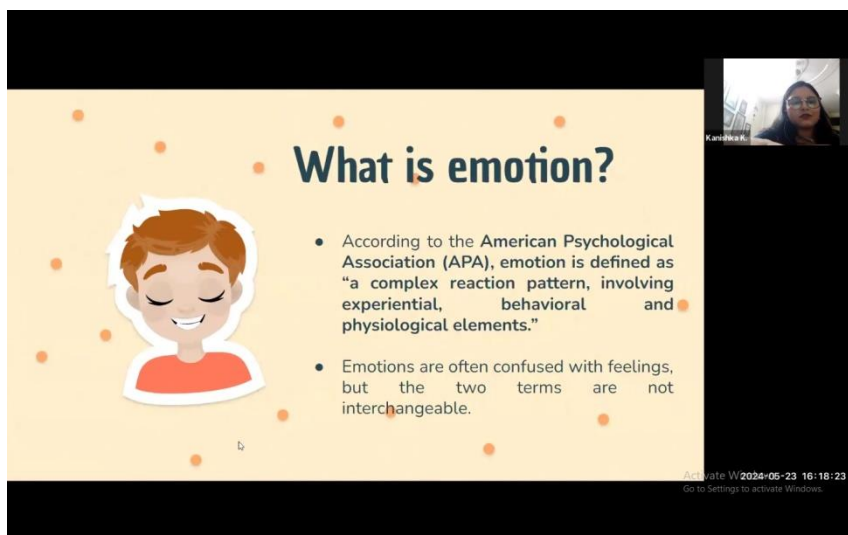 What is emotion?
● According to the American Psychological
Association (APA), emotion is defined as
“a complex reaction pattern, involving
experiential, behavioral and
physiological elements.”
● Emotions are often confused with feelings,
but the two terms are not
interchangeable.
Kanishka K.
2024-05-23 16:18:23
Go to Settings to activate Windows.